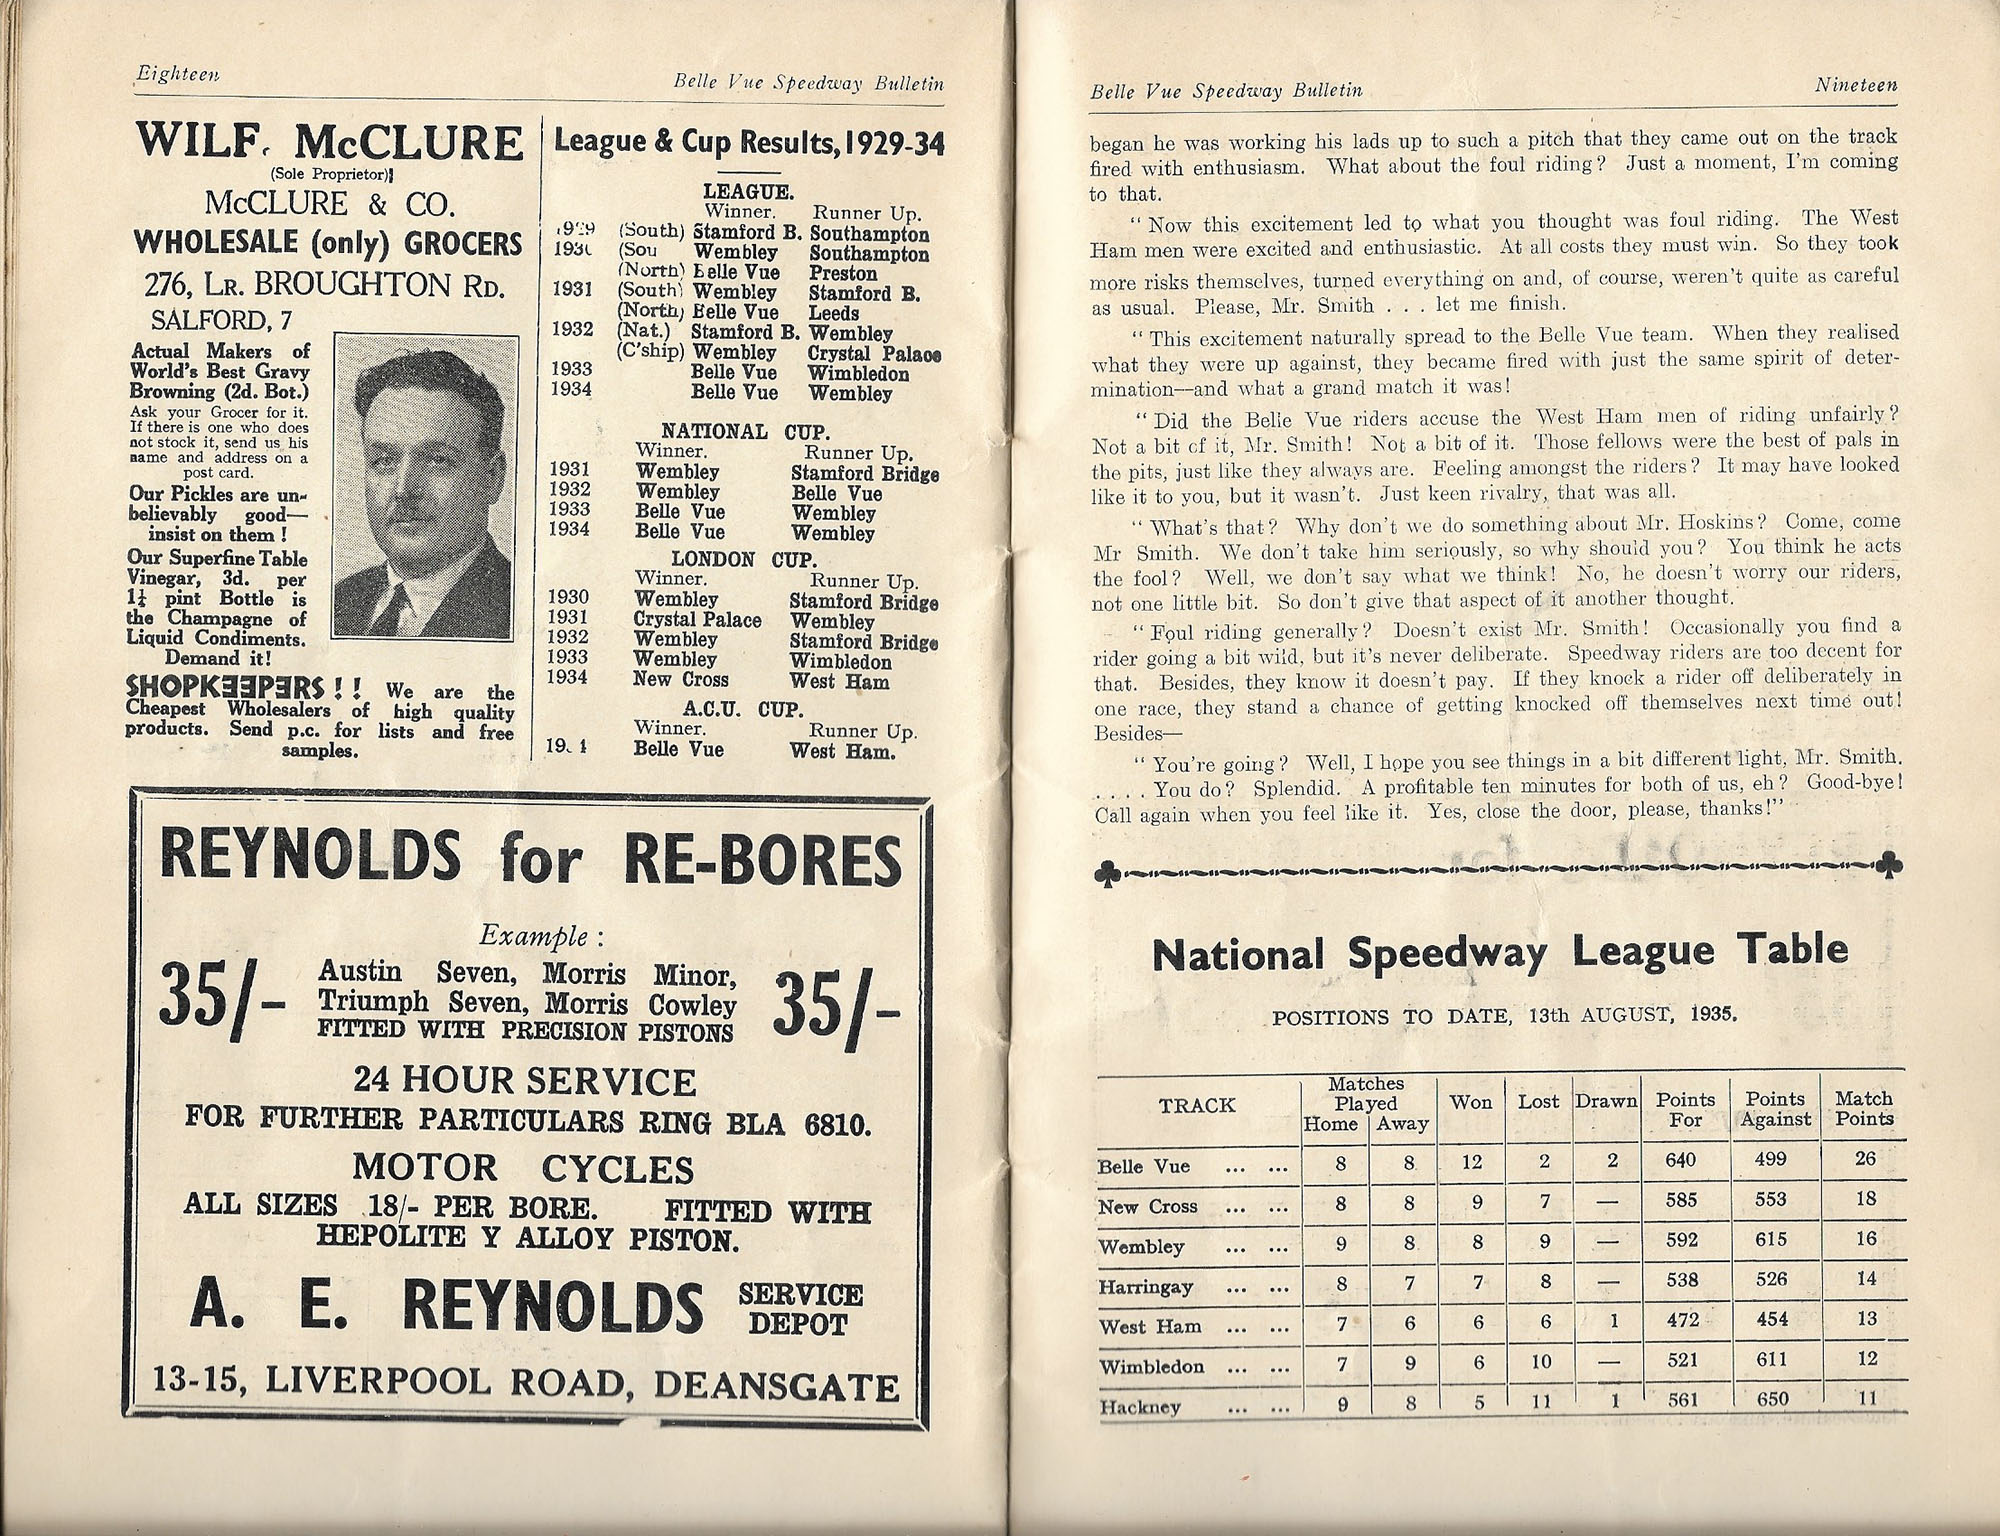 Eighteen
Belle Vue Speedway Bulletin
WILF. McCLURE
(Sole Proprietor)
McCLURE & CO.
WHOLESALE (only) GROCERS
276, LR. BROUGHTON RD.
SALFORD, 7
Actual Makers of
World's Best Gravy
Browning (2d. Bot.)
Ask your Grocer for it.
If there is one who does
not stock it, send us his
name and address on a
post card.
Our Pickles are un-
believably good—
insist on them !
Our Superfine Table
Vinegar, 3d. per
1½ pint Bottle is
the Champagne of
Liquid Condiments.
Demand it!
SHOPKEEPERS ! ! We are the
Cheapest Wholesalers of high quality
products. Send p.c. for lists and free
samples.
League & Cup Results, 1929-34
LEAGUE.
Winner. Runner Up.
1929 (South) Stamford B. Southampton
193 (Sou Wembley Southampton
(North) Belle Vue Preston
1931 (South) Wembley Stamford B.
(North) Belle Vue Leeds
1932 (Nat.) Stamford B. Wembley
(C'ship) Wembley Crystal Palace
1933 Belle Vue Wimbledon
1934 Belle Vue Wembley
NATIONAL CUP.
Winner. Runner Up.
1931 Wembley Stamford Bridge
1932 Wembley Belle Vue
1933 Belle Vue Wembley
1934 Belle Vue Wembley
LONDON CUP.
Winner. Runner Up.
1930 Wembley Stamford Bridge
1931 Crystal Palace Wembley
1932 Wembley Stamford Bridge
1933 Wembley Wimbledon
1934 New Cross West Ham
A.C.U. CUP.
Winner. Runner Up.
Belle Vue West Ham.
REYNOLDS for RE-BORES
Example :
35/- Austin Seven, Morris Minor, 35/-
Triumph Seven, Morris Cowley
FITTED WITH PRECISION PISTONS
24 HOUR SERVICE
FOR FURTHER PARTICULARS RING BLA 6810.
MOTOR CYCLES
ALL SIZES 18/- PER BORE. FITTED WITH
HEPOLITE Y ALLOY PISTON.
A. E. REYNOLDS SERVICE
DEPOT
13-15, LIVERPOOL ROAD, DEANSGATE
Belle Vue Speedway Bulletin
Nineteen
began he was working his lads up to such a pitch that they came out on the track
fired with enthusiasm. What about the foul riding? Just a moment, I'm coming
to that.
" Now this excitement led to what you thought was foul riding. The West
Ham men were excited and enthusiastic. At all costs they must win. So they took
more risks themselves, turned everything on and, of course, weren't quite as careful
as usual. Please, Mr. Smith . . . let me finish.
" This excitement naturally spread to the Belle Vue team. When they realised
what they were up against, they became fired with just the same spirit of deter-
mination—and what a grand match it was!
" Did the Belle Vue riders accuse the West Ham men of riding unfairly?
Not a bit of it, Mr. Smith! Not a bit of it. Those fellows were the best of pals in
the pits, just like they always are. Feeling amongst the riders? It may have looked
like it to you, but it wasn't. Just keen rivalry, that was all.
" What's that? Why don't we do something about Mr. Hoskins? Come, come
Mr Smith. We don't take him seriously, so why should you? You think he acts
the fool? Well, we don't say what we think! No, he doesn't worry our riders,
not one little bit. So don't give that aspect of it another thought.
" Foul riding generally? Doesn't exist Mr. Smith! Occasionally you find a
rider going a bit wild, but it's never deliberate. Speedway riders are too decent for
that. Besides, they know it doesn't pay. If they knock a rider off deliberately in
one race, they stand a chance of getting knocked off themselves next time out!
Besides—
" You're going? Well, I hope you see things in a bit different light, Mr. Smith.
. . . . You do? Splendid. A profitable ten minutes for both of us, eh? Good-bye!
Call again when you feel like it. Yes, close the door, please, thanks!"
National Speedway League Table
POSITIONS TO DATE, 13th AUGUST, 1935.
TRACK Matches Played Home Away Won Lost Drawn Points For Points Against Match Points
Belle Vue ... ... 8 8 12 2 2 640 499 26
New Cross ... ... 8 8 9 7 — 585 553 18
Wembley ... ... 9 8 8 9 — 592 615 16
Harringay ... ... 8 7 7 8 — 538 526 14
West Ham ... ... 7 6 6 6 1 472 454 13
Wimbledon ... ... 7 9 6 10 — 521 611 12
Hackney ... ... 9 8 5 11 1 561 650 11